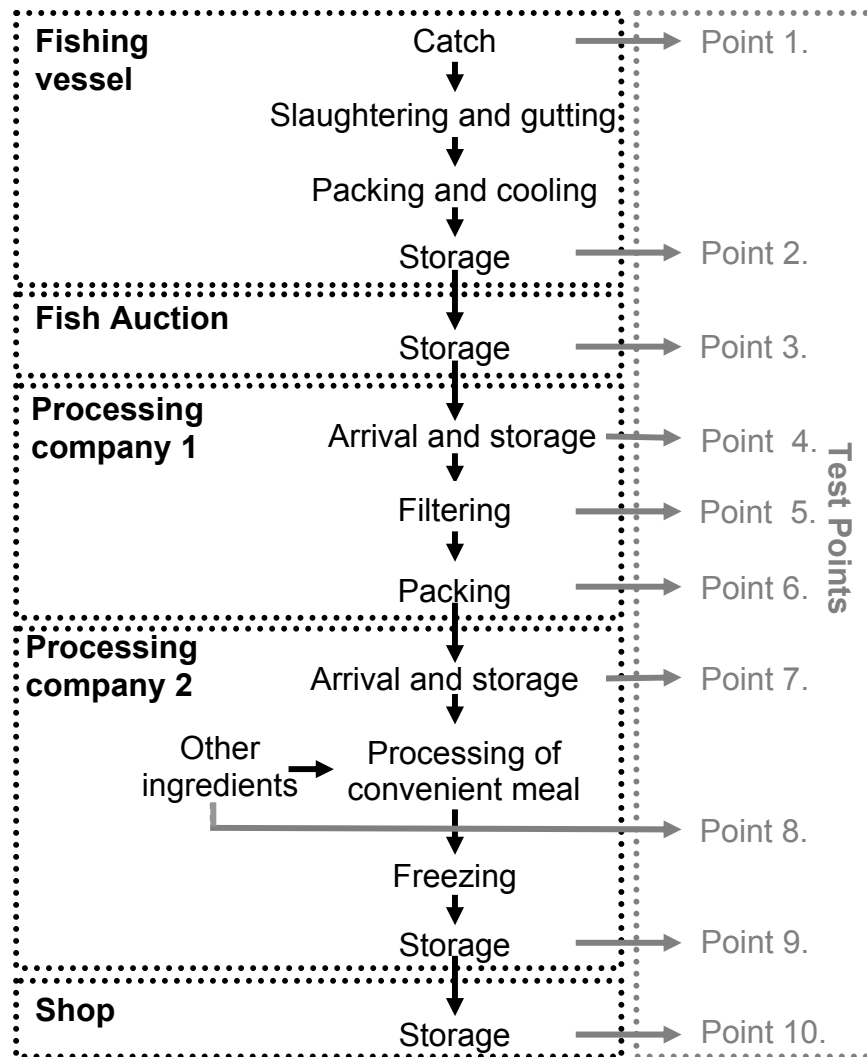 Fishing
vessel
Catch
Point 1.
Slaughtering and gutting
Packing and cooling
Storage
Point 2.
Fish Auction
Storage
Point 3.
Processing
company 1
Arrival and storage
Point 4.
Filtering
Point 5.
Packing
Point 6.
Test Points
Processing
company 2
Arrival and storage
Point 7.
Other
ingredients
Processing of
convenient meal
Point 8.
Freezing
Storage
Point 9.
Shop
Storage
Point 10.